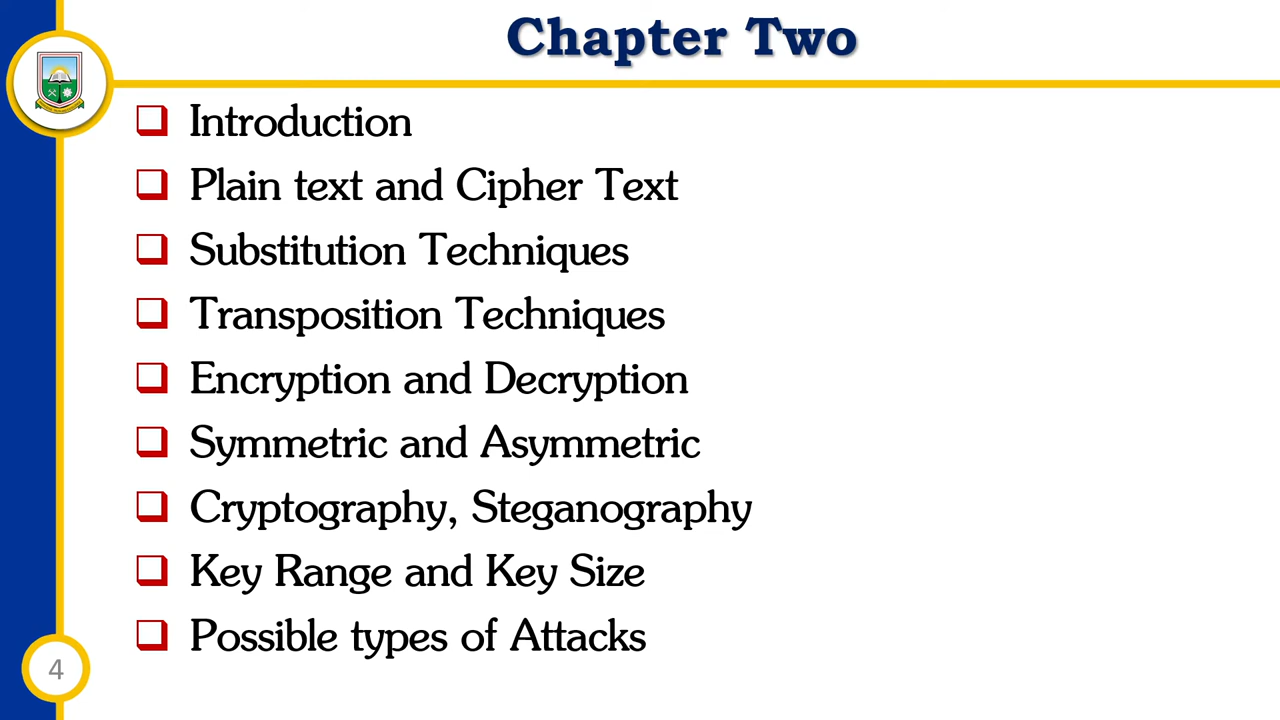 Chapter Two
Introduction
Plain text and Cipher Text
Substitution Techniques
Transposition Techniques
Encryption and Decryption
Symmetric and Asymmetric
Cryptography, Steganography
Key Range and Key Size
Possible types of Attacks
4